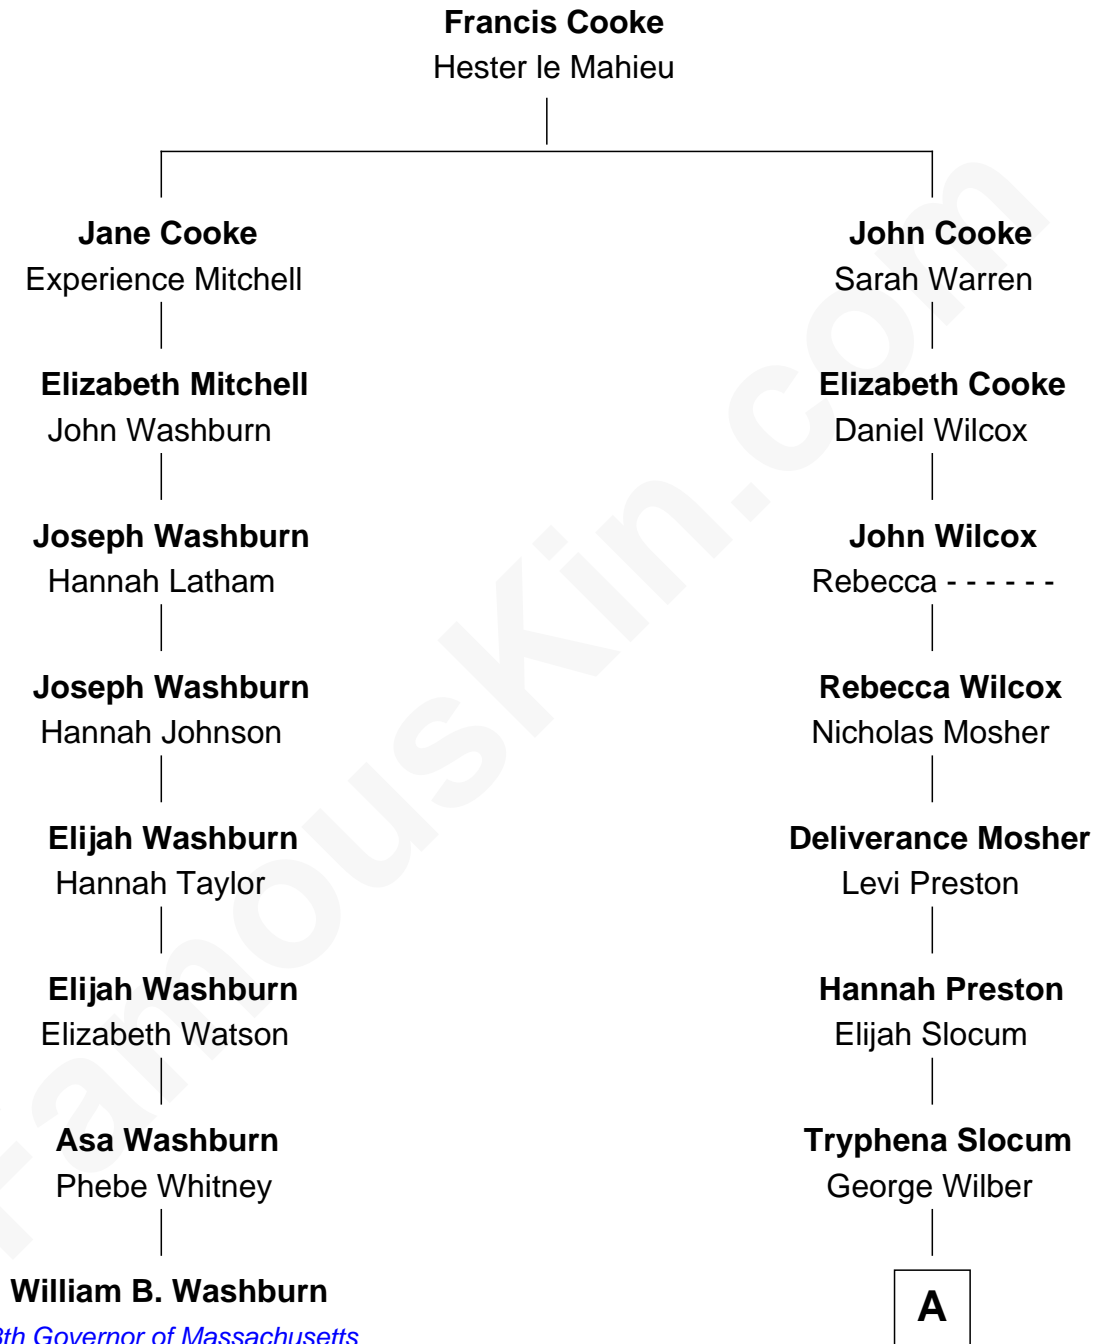 Francis Cooke
Hester le Mahieu
Jane Cooke
Experience Mitchell
John Cooke
Sarah Warren
Elizabeth Mitchell
John Washburn
Elizabeth Cooke
Daniel Wilcox
Joseph Washburn
Hannah Latham
John Wilcox
Rebecca - - - - - -
Joseph Washburn
Hannah Johnson
Rebecca Wilcox
Nicholas Mosher
Elijah Washburn
Hannah Taylor
Deliverance Mosher
Levi Preston
Elijah Washburn
Elizabeth Watson
Hannah Preston
Elijah Slocum
Asa Washburn
Phebe Whitney
Tryphena Slocum
George Wilber
William B. Washburn
Governor of Massachusetts
A
FamousKin.com